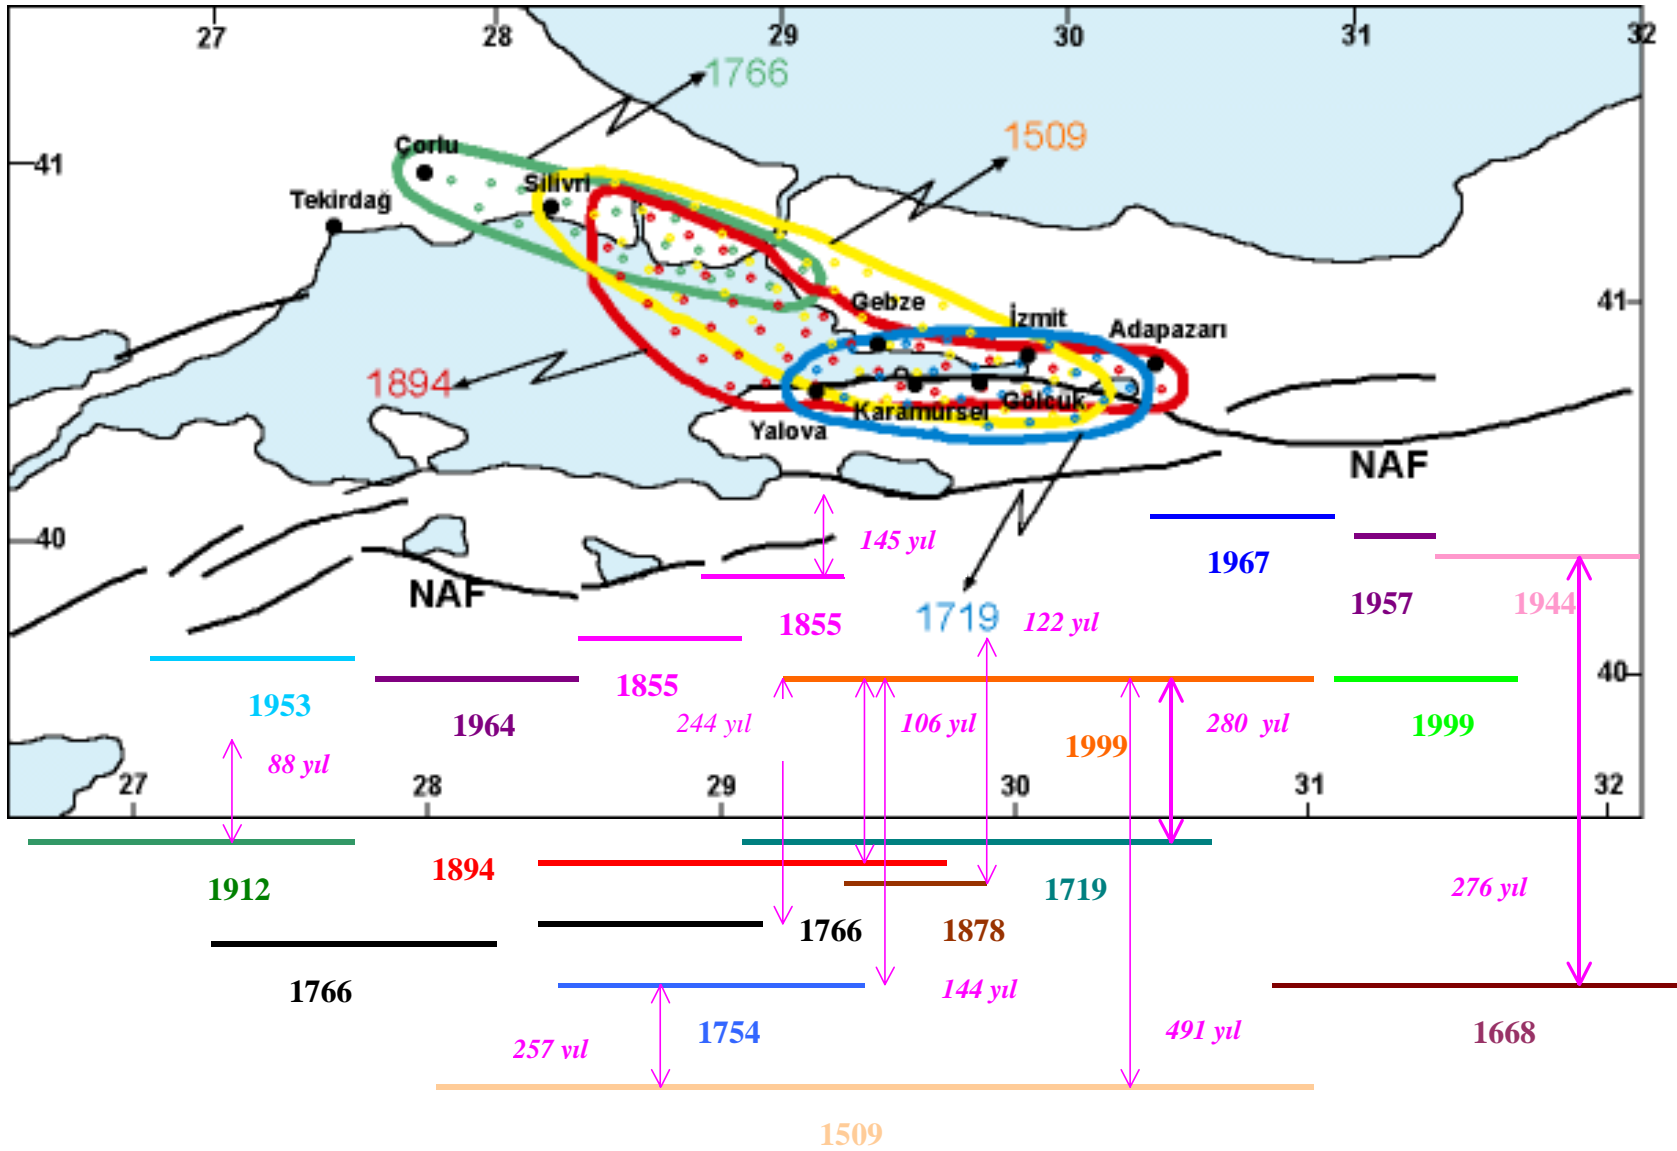 27 28 29 30 31 32
1766
1509
41
Çorlu
Silivri
Tekirdağ
41
Gebze
İzmit
Adapazarı
1894
Karamürsel
Gölcük
Yalova
NAF
40
145 yıl
1967
NAF
1957
1944
1855
1719
122 yıl
1953
1855
1964
244 yıl
106 yıl
280 yıl
1999
1999
40
88 yıl
27 28 29 30 31 32
1894
1912
1719
276 yıl
1766
1878
1766
144 yıl
1754
257 yıl
491 yıl
1668
1509